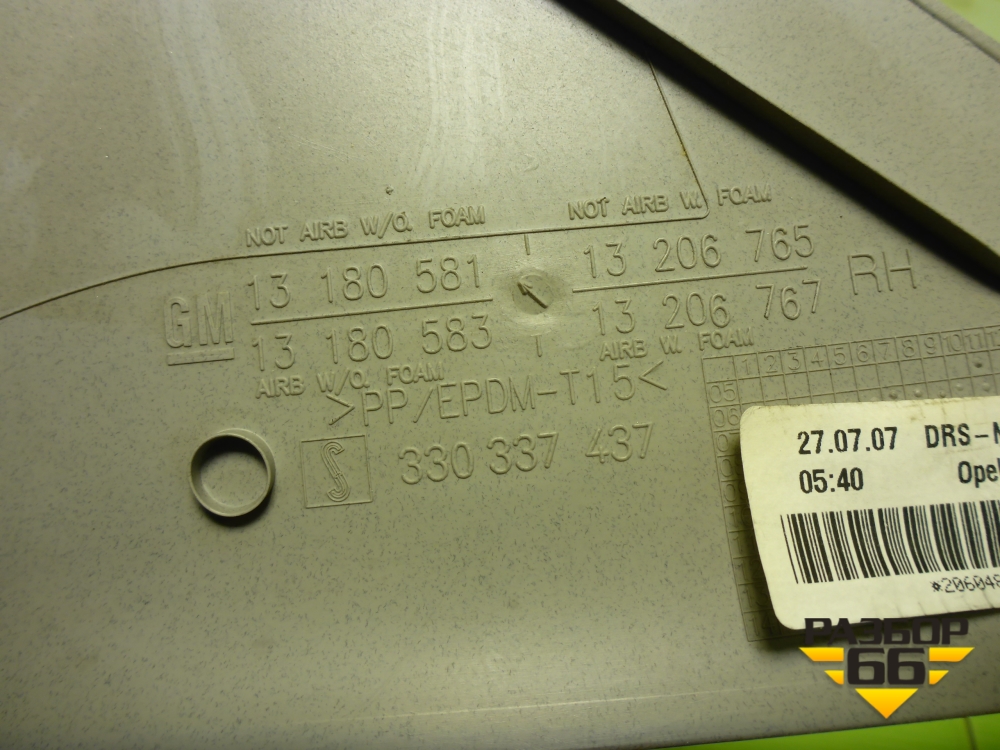 NOT AIRB W/O. FOAM
NOT AIRB W. FOAM
GM
13 180 581
13 206 765
RH
13 180 583
13 206 767
AIRB W/O. FOAM
AIRB W. FOAM
>PP/EPDM-T15<
330 337 437
1 2 3 4 5 6 7 8 9 10 11
05
06
27.07.07 DRS-
05:40 Opel
*20604
РАЗБОР
66